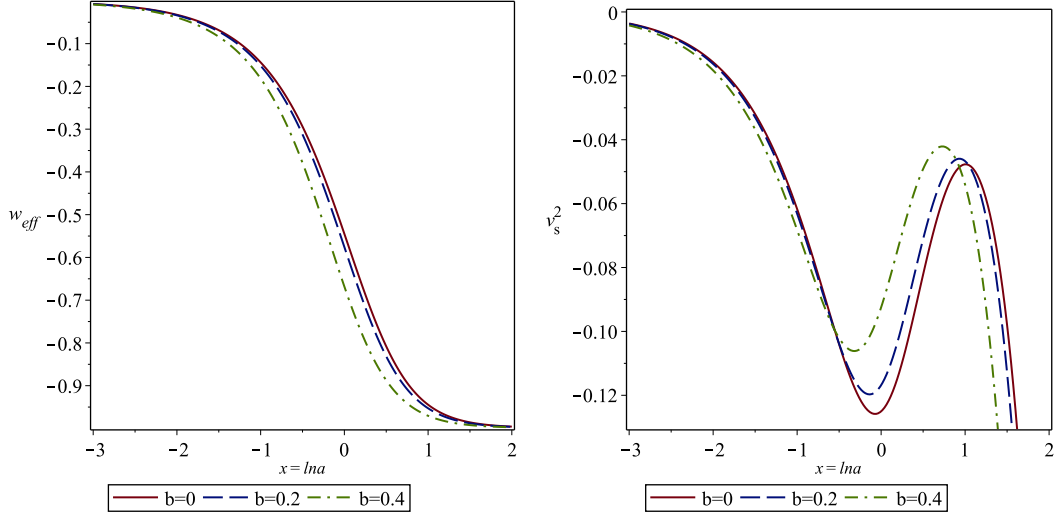 −0.1
−0.2
−0.3
−0.4
w_eff −0.5
−0.6
−0.7
−0.8
−0.9
−3 −2 −1 0 1 2
x = lna
b=0 b=0.2 b=0.4
0
−0.02
−0.04
−0.06
v_s^2
−0.08
−0.10
−0.12
−3 −2 −1 0 1 2
x = lna
b=0 b=0.2 b=0.4